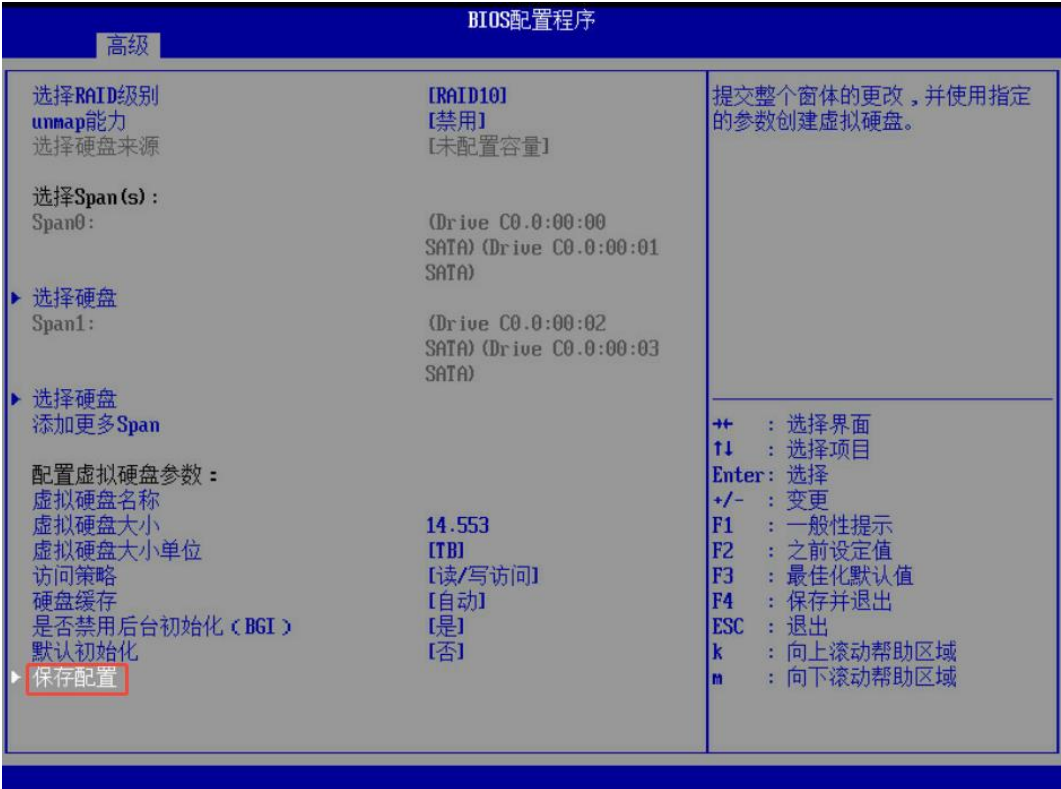 BIOS配置程序
高级
选择RAID级别 [RAID10]
unmap能力 [禁用]
选择硬盘来源 [未配置容量]
选择Span(s):
Span0: (Drive C0.0:00:00
SATA)(Drive C0.0:00:01
SATA)
选择硬盘
Span1: (Drive C0.0:00:02
SATA)(Drive C0.0:00:03
SATA)
选择硬盘
添加更多Span
配置虚拟硬盘参数:
虚拟硬盘名称
虚拟硬盘大小 14.553
虚拟硬盘大小单位 [TB]
访问策略 [读/写访问]
硬盘缓存 [自动]
是否禁用后台初始化(BGI) [是]
默认初始化 [否]
保存配置
提交整个窗体的更改,并使用指定
的参数创建虚拟硬盘。
→← : 选择界面
↑↓ : 选择项目
Enter: 选择
+/- : 变更
F1 : 一般性提示
F2 : 之前设定值
F3 : 最佳化默认值
F4 : 保存并退出
ESC : 退出
k : 向上滚动帮助区域
m : 向下滚动帮助区域